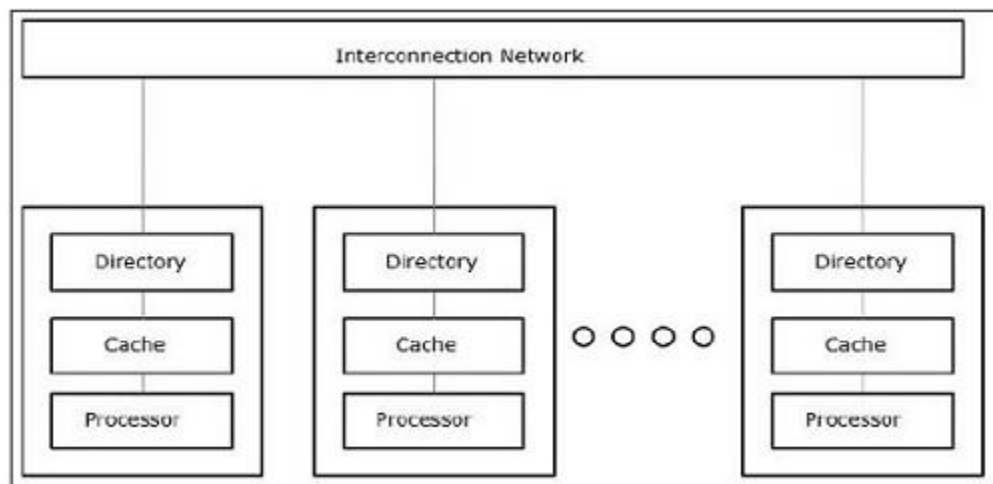 Interconnection Network
Directory
Directory
Directory
Cache
Cache
Cache
Processor
Processor
Processor